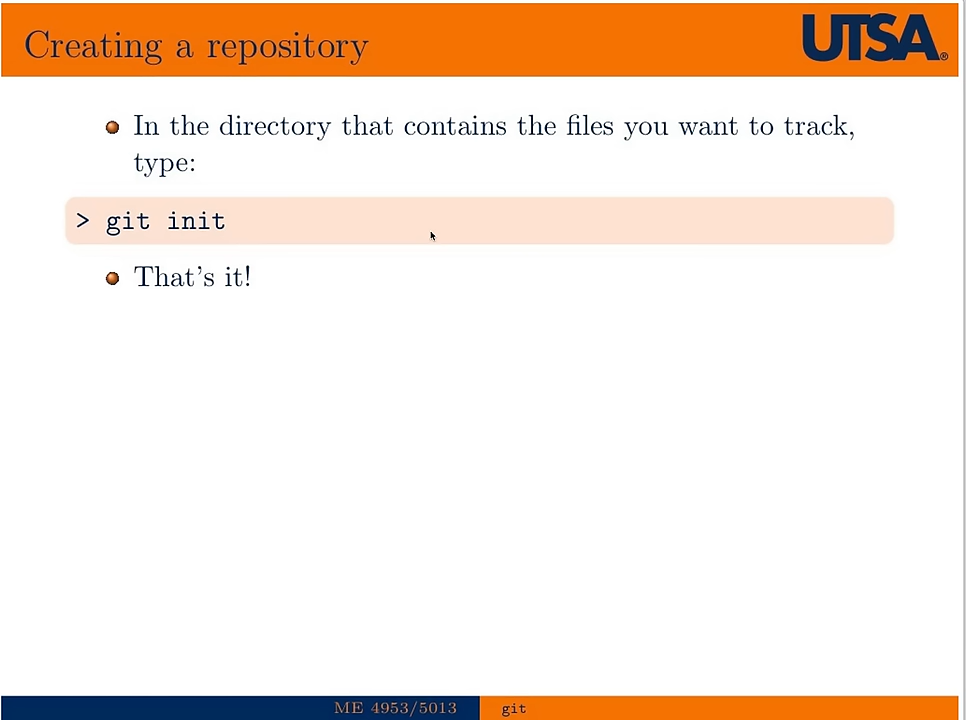 Creating a repository
UTSA®
In the directory that contains the files you want to track,
type:
> git init
That's it!
ME 4953/5013
git